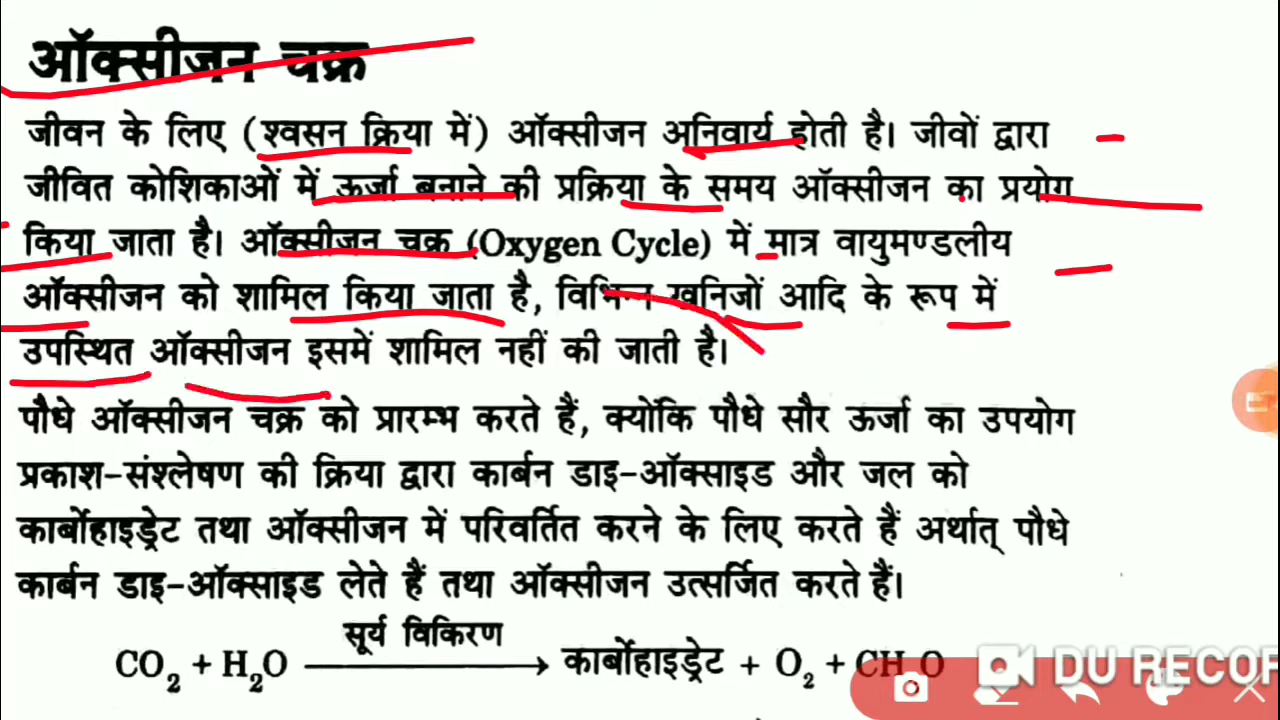 ऑक्सीजन चक्र
जीवन के लिए (श्वसन क्रिया में) ऑक्सीजन अनिवार्य होती है। जीवों द्वारा
जीवित कोशिकाओं में ऊर्जा बनाने की प्रक्रिया के समय ऑक्सीजन का प्रयोग
किया जाता है। ऑक्सीजन चक्र (Oxygen Cycle) में मात्र वायुमण्डलीय
ऑक्सीजन को शामिल किया जाता है, विभिन्न खनिजों आदि के रूप में
उपस्थित ऑक्सीजन इसमें शामिल नहीं की जाती है।
पौधे ऑक्सीजन चक्र को प्रारम्भ करते हैं, क्योंकि पौधे सौर ऊर्जा का उपयोग
प्रकाश-संश्लेषण की क्रिया द्वारा कार्बन डाइ-ऑक्साइड और जल को
कार्बोहाइड्रेट तथा ऑक्सीजन में परिवर्तित करने के लिए करते हैं अर्थात् पौधे
कार्बन डाइ-ऑक्साइड लेते हैं तथा ऑक्सीजन उत्सर्जित करते हैं।
सूर्य विकिरण
CO₂ + H₂O ⟶ कार्बोहाइड्रेट + O₂ + CH₂O
DU RECOR